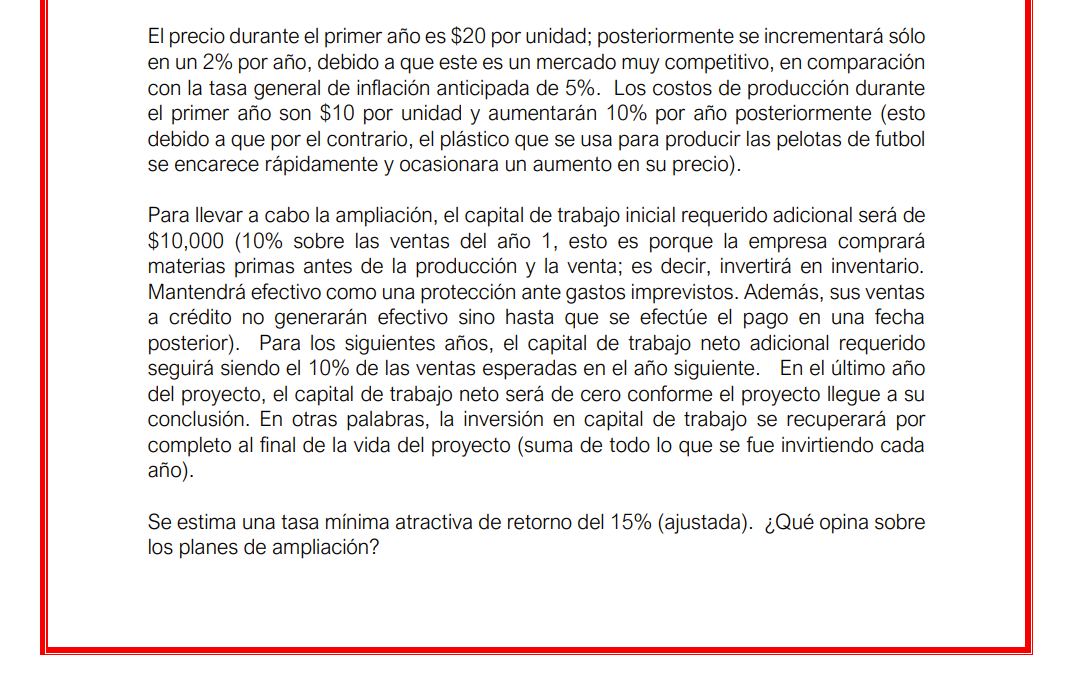 El precio durante el primer año es $20 por unidad; posteriormente se incrementará sólo
en un 2% por año, debido a que este es un mercado muy competitivo, en comparación
con la tasa general de inflación anticipada de 5%. Los costos de producción durante
el primer año son $10 por unidad y aumentarán 10% por año posteriormente (esto
debido a que por el contrario, el plástico que se usa para producir las pelotas de futbol
se encarece rápidamente y ocasionara un aumento en su precio).
Para llevar a cabo la ampliación, el capital de trabajo inicial requerido adicional será de
$10,000 (10% sobre las ventas del año 1, esto es porque la empresa comprará
materias primas antes de la producción y la venta; es decir, invertirá en inventario.
Mantendrá efectivo como una protección ante gastos imprevistos. Además, sus ventas
a crédito no generarán efectivo sino hasta que se efectúe el pago en una fecha
posterior). Para los siguientes años, el capital de trabajo neto adicional requerido
seguirá siendo el 10% de las ventas esperadas en el año siguiente. En el último año
del proyecto, el capital de trabajo neto será de cero conforme el proyecto llegue a su
conclusión. En otras palabras, la inversión en capital de trabajo se recuperará por
completo al final de la vida del proyecto (suma de todo lo que se fue invirtiendo cada
año).
Se estima una tasa mínima atractiva de retorno del 15% (ajustada). ¿Qué opina sobre
los planes de ampliación?